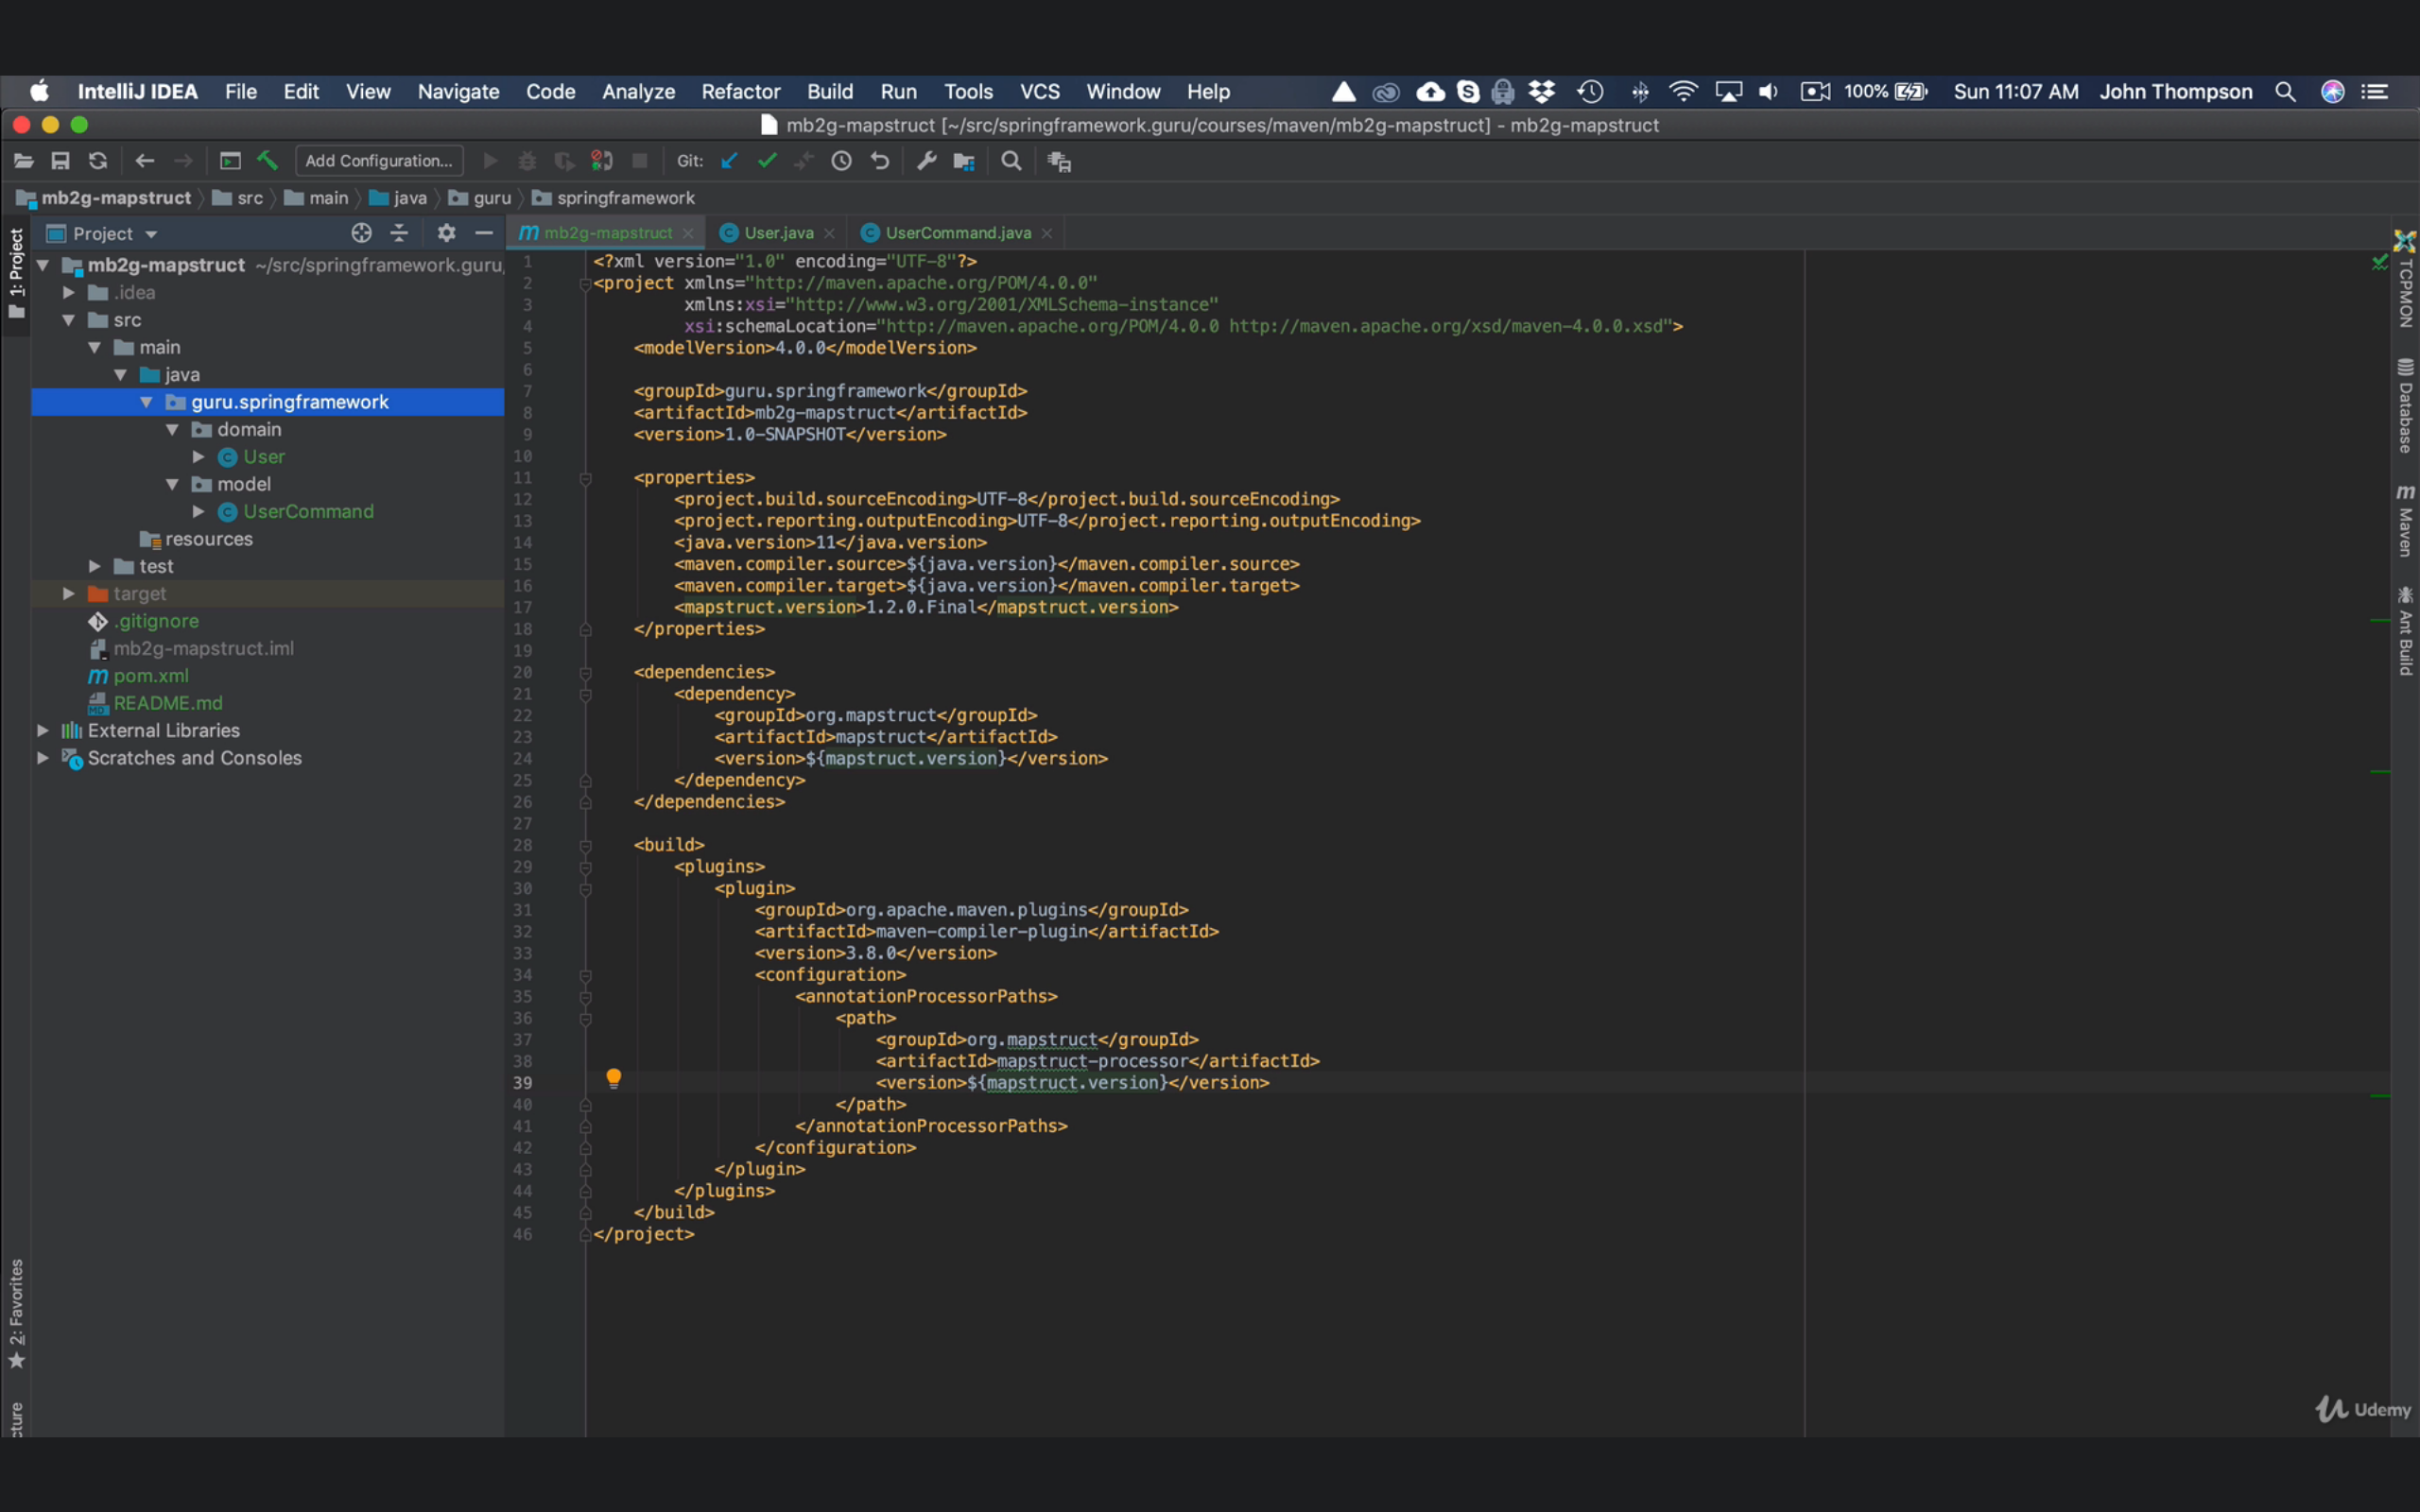 IntelliJ IDEA File Edit View Navigate Code Analyze Refactor Build Run Tools VCS Window Help 100% Sun 11:07 AM John Thompson
mb2g-mapstruct [~/src/springframework.guru/courses/maven/mb2g-mapstruct] - mb2g-mapstruct
Add Configuration... Git:
mb2g-mapstruct src main java guru springframework
Project
mb2g-mapstruct User.java UserCommand.java
1: Project
mb2g-mapstruct ~/src/springframework.guru
.idea
src
main
java
guru.springframework
domain
User
model
UserCommand
resources
test
target
.gitignore
mb2g-mapstruct.iml
pom.xml
README.md
External Libraries
Scratches and Consoles
2: Favorites
1 <?xml version="1.0" encoding="UTF-8"?>
2 <project xmlns="http://maven.apache.org/POM/4.0.0"
3 xmlns:xsi="http://www.w3.org/2001/XMLSchema-instance"
4 xsi:schemaLocation="http://maven.apache.org/POM/4.0.0 http://maven.apache.org/xsd/maven-4.0.0.xsd">
5 <modelVersion>4.0.0</modelVersion>
6
7 <groupId>guru.springframework</groupId>
8 <artifactId>mb2g-mapstruct</artifactId>
9 <version>1.0-SNAPSHOT</version>
10
11 <properties>
12 <project.build.sourceEncoding>UTF-8</project.build.sourceEncoding>
13 <project.reporting.outputEncoding>UTF-8</project.reporting.outputEncoding>
14 <java.version>11</java.version>
15 <maven.compiler.source>${java.version}</maven.compiler.source>
16 <maven.compiler.target>${java.version}</maven.compiler.target>
17 <mapstruct.version>1.2.0.Final</mapstruct.version>
18 </properties>
19
20 <dependencies>
21 <dependency>
22 <groupId>org.mapstruct</groupId>
23 <artifactId>mapstruct</artifactId>
24 <version>${mapstruct.version}</version>
25 </dependency>
26 </dependencies>
27
28 <build>
29 <plugins>
30 <plugin>
31 <groupId>org.apache.maven.plugins</groupId>
32 <artifactId>maven-compiler-plugin</artifactId>
33 <version>3.8.0</version>
34 <configuration>
35 <annotationProcessorPaths>
36 <path>
37 <groupId>org.mapstruct</groupId>
38 <artifactId>mapstruct-processor</artifactId>
39 <version>${mapstruct.version}</version>
40 </path>
41 </annotationProcessorPaths>
42 </configuration>
43 </plugin>
44 </plugins>
45 </build>
46 </project>
TCPMON
Database
Maven
Ant Build
Udemy